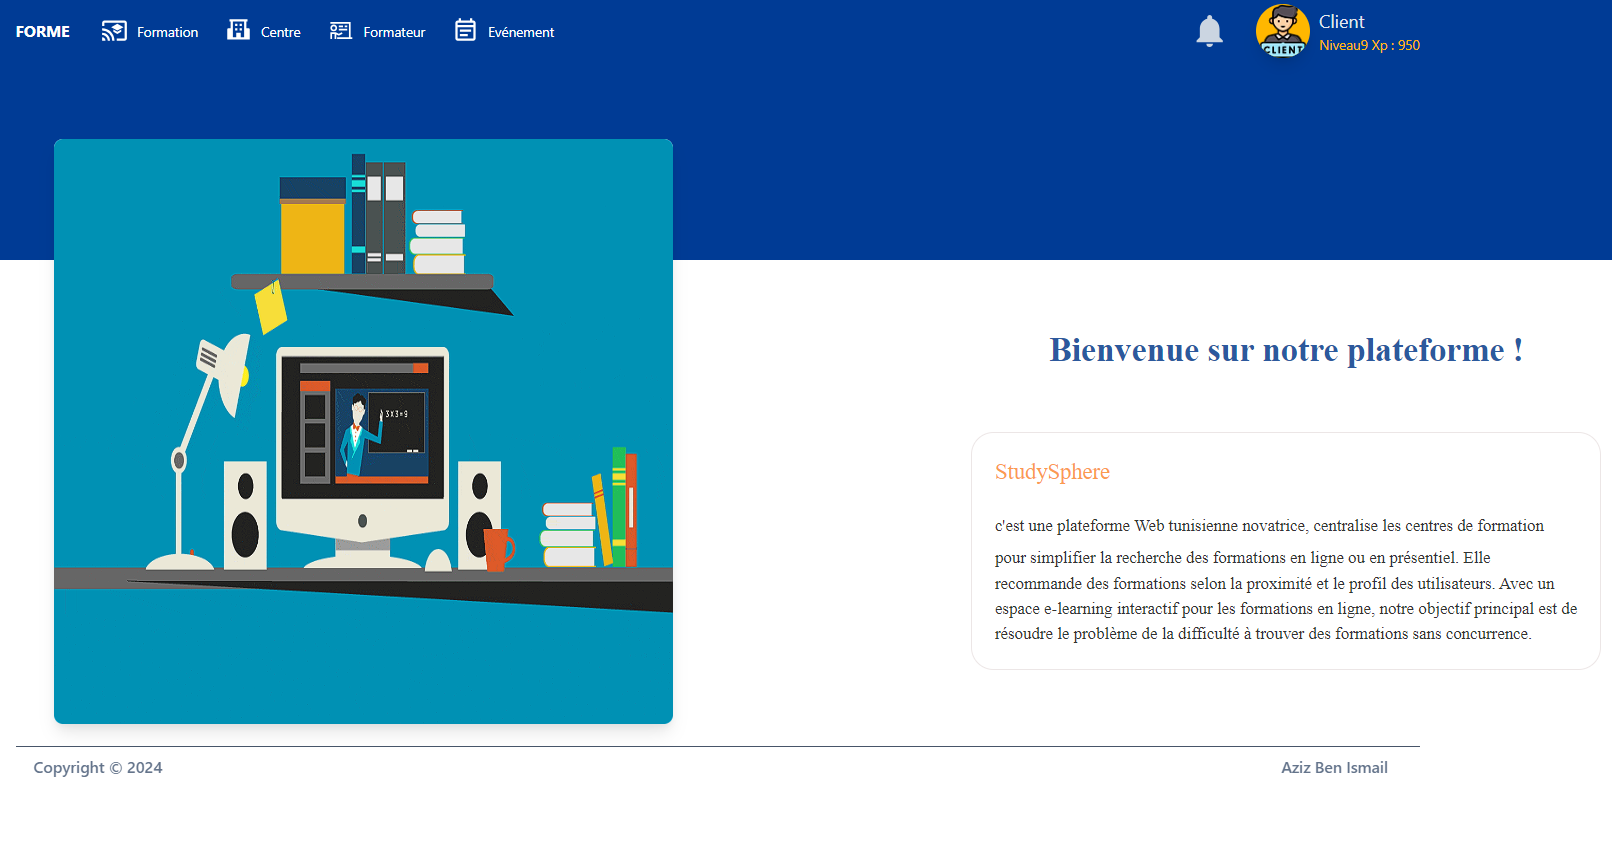 FORME
Formation
Centre
Formateur
Evénement
Client
Niveau9 Xp : 950
CLIENT
3X3=9
Bienvenue sur notre plateforme !
StudySphere
c'est une plateforme Web tunisienne novatrice, centralise les centres de formation
pour simplifier la recherche des formations en ligne ou en présentiel. Elle
recommande des formations selon la proximité et le profil des utilisateurs. Avec un
espace e-learning interactif pour les formations en ligne, notre objectif principal est de
résoudre le problème de la difficulté à trouver des formations sans concurrence.
Copyright © 2024
Aziz Ben Ismail